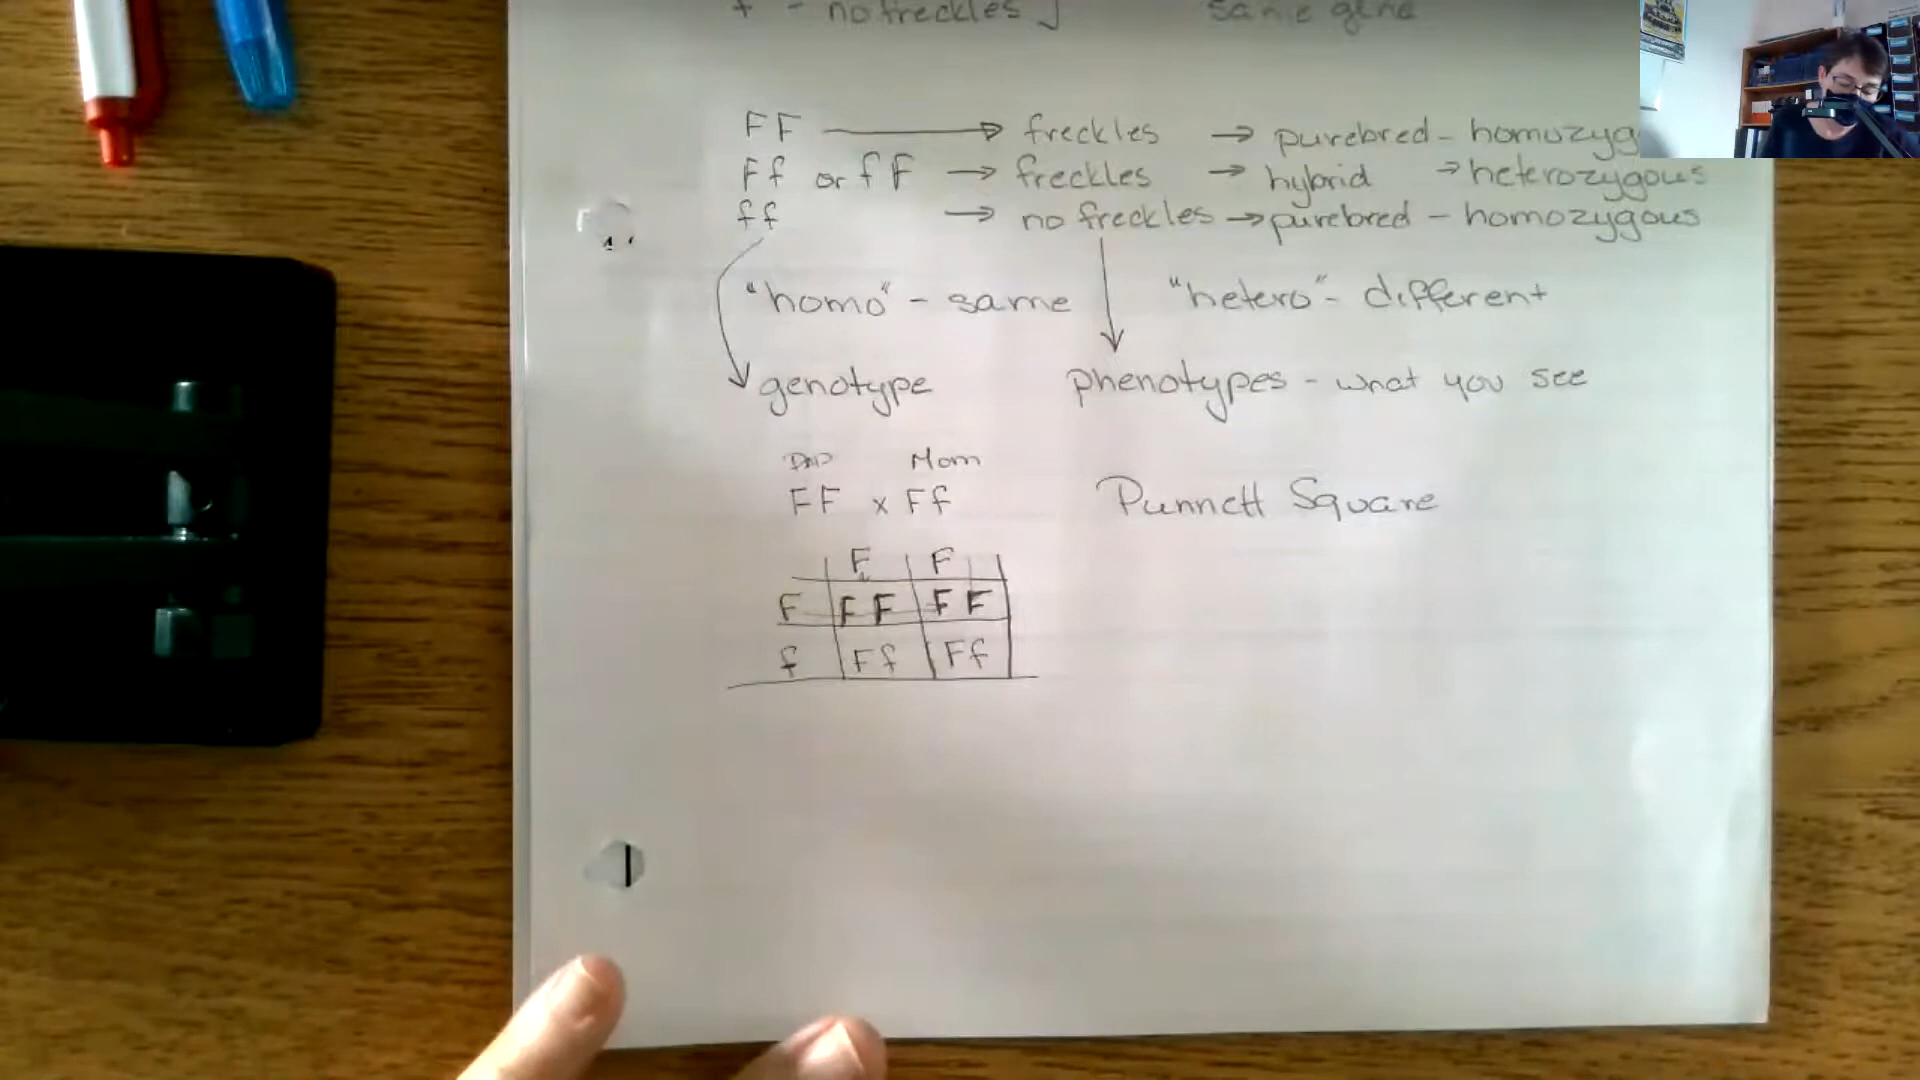 f - no freckles same gene
FF → freckles → purebred - homozyg
Ff or fF → freckles → hybrid → heterozygous
ff → no freckles → purebred - homozygous
"homo" - same "hetero" - different
genotype phenotypes - what you see
DAD Mom
FF x Ff Punnett Square
F F
F FF FF
f Ff Ff